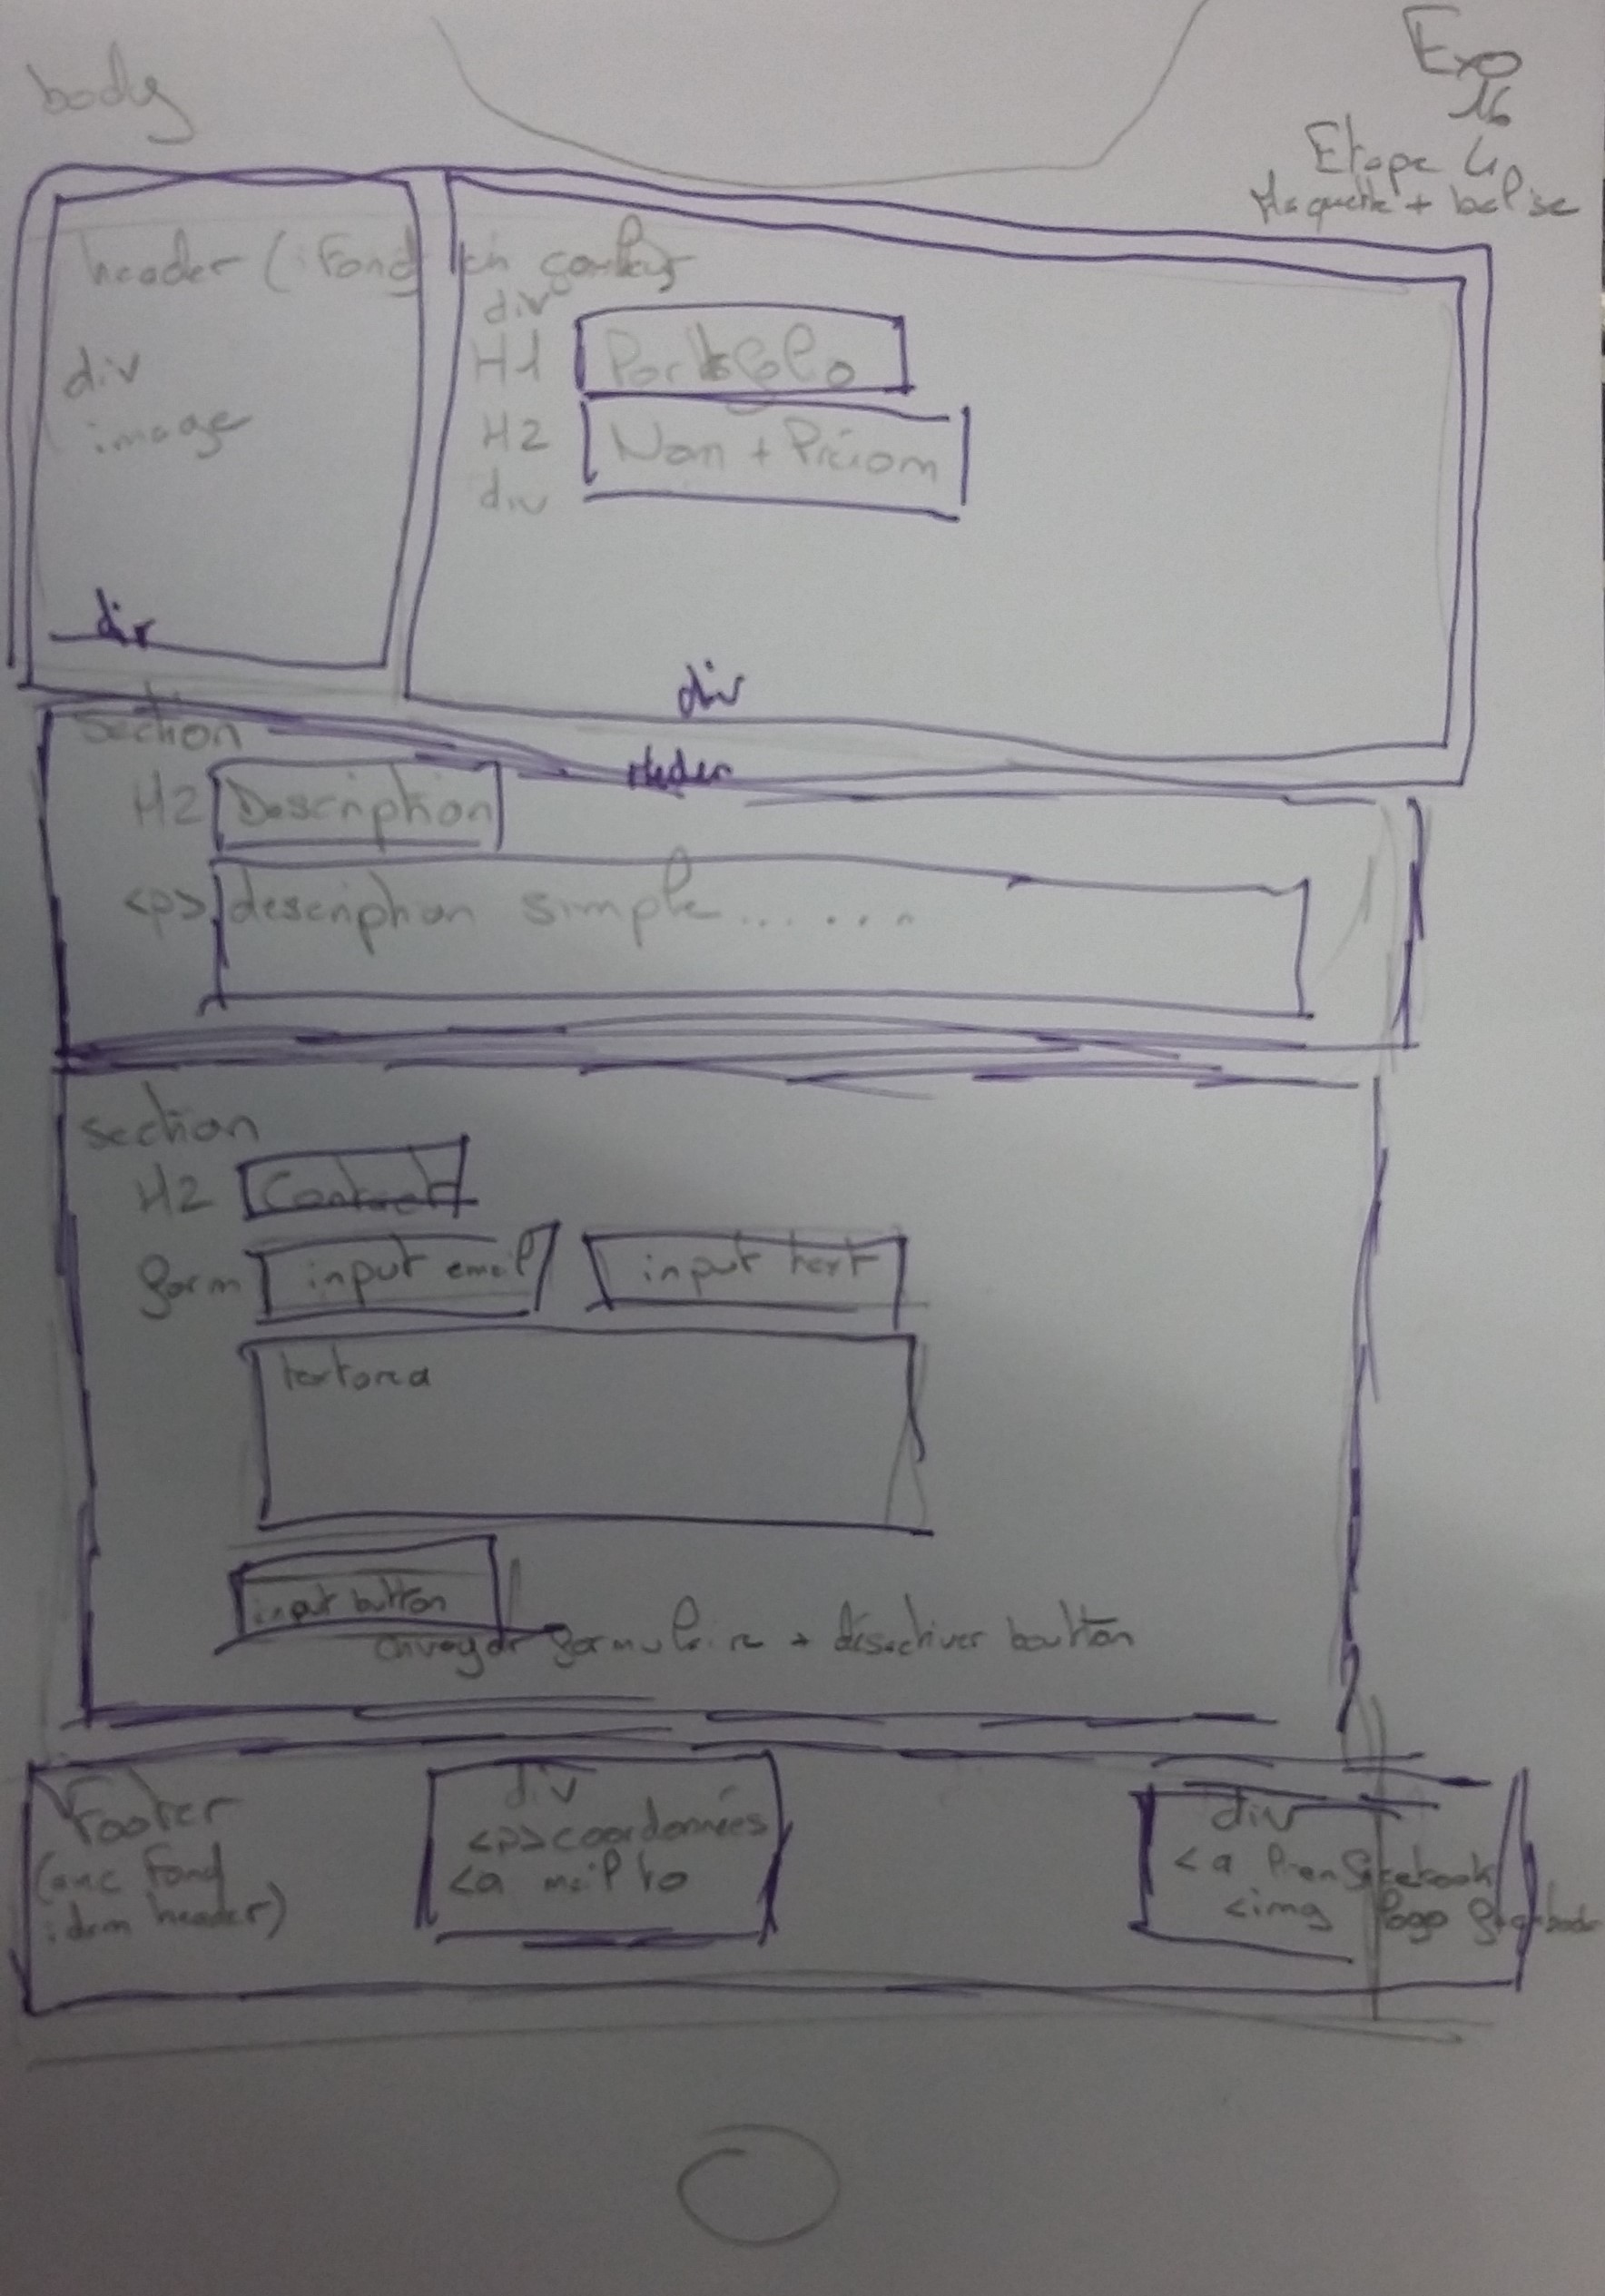 body
Exo
16
Etape 4
Maquette + balise
header (Fond en couleur
div
div
image
H1 Portfolio
H2 Nom + Prénom
div
div
div
Heder
section
H2 Description
<p> description simple......
section
H2 Contact
form input email input text
textarea
input button
envoyer formulaire + désactiver boutton
Footer
(avec fond
idem header)
div
<p> coordonnées
<a mailto
div
<a lien facebook
<img logo facebook